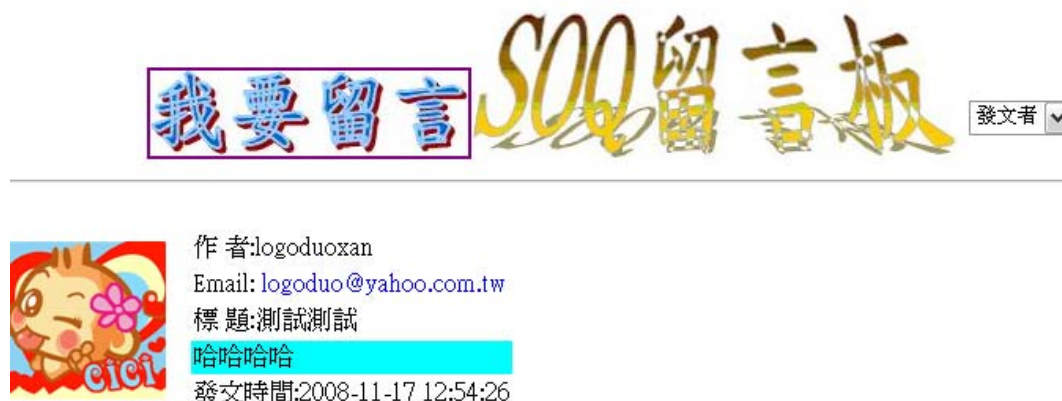 我要留言 SOQ留言板 發文者
作 者:logoduoxan
Email: logoduo@yahoo.com.tw
標 題:測試測試
哈哈哈哈
發文時間:2008-11-17 12:54:26
CiCi